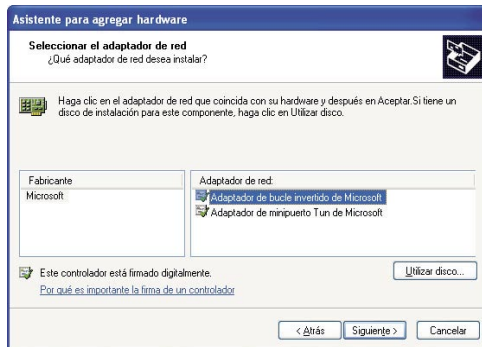 Asistente para agregar hardware
Seleccionar el adaptador de red
¿Qué adaptador de red desea instalar?
Haga clic en el adaptador de red que coincida con su hardware y después en Aceptar.Si tiene un
disco de instalación para este componente, haga clic en Utilizar disco.
Fabricante
Microsoft
Adaptador de red:
Adaptador de bucle invertido de Microsoft
Adaptador de minipuerto Tun de Microsoft
Este controlador está firmado digitalmente.
Por qué es importante la firma de un controlador
Utilizar disco...
< Atrás
Siguiente >
Cancelar